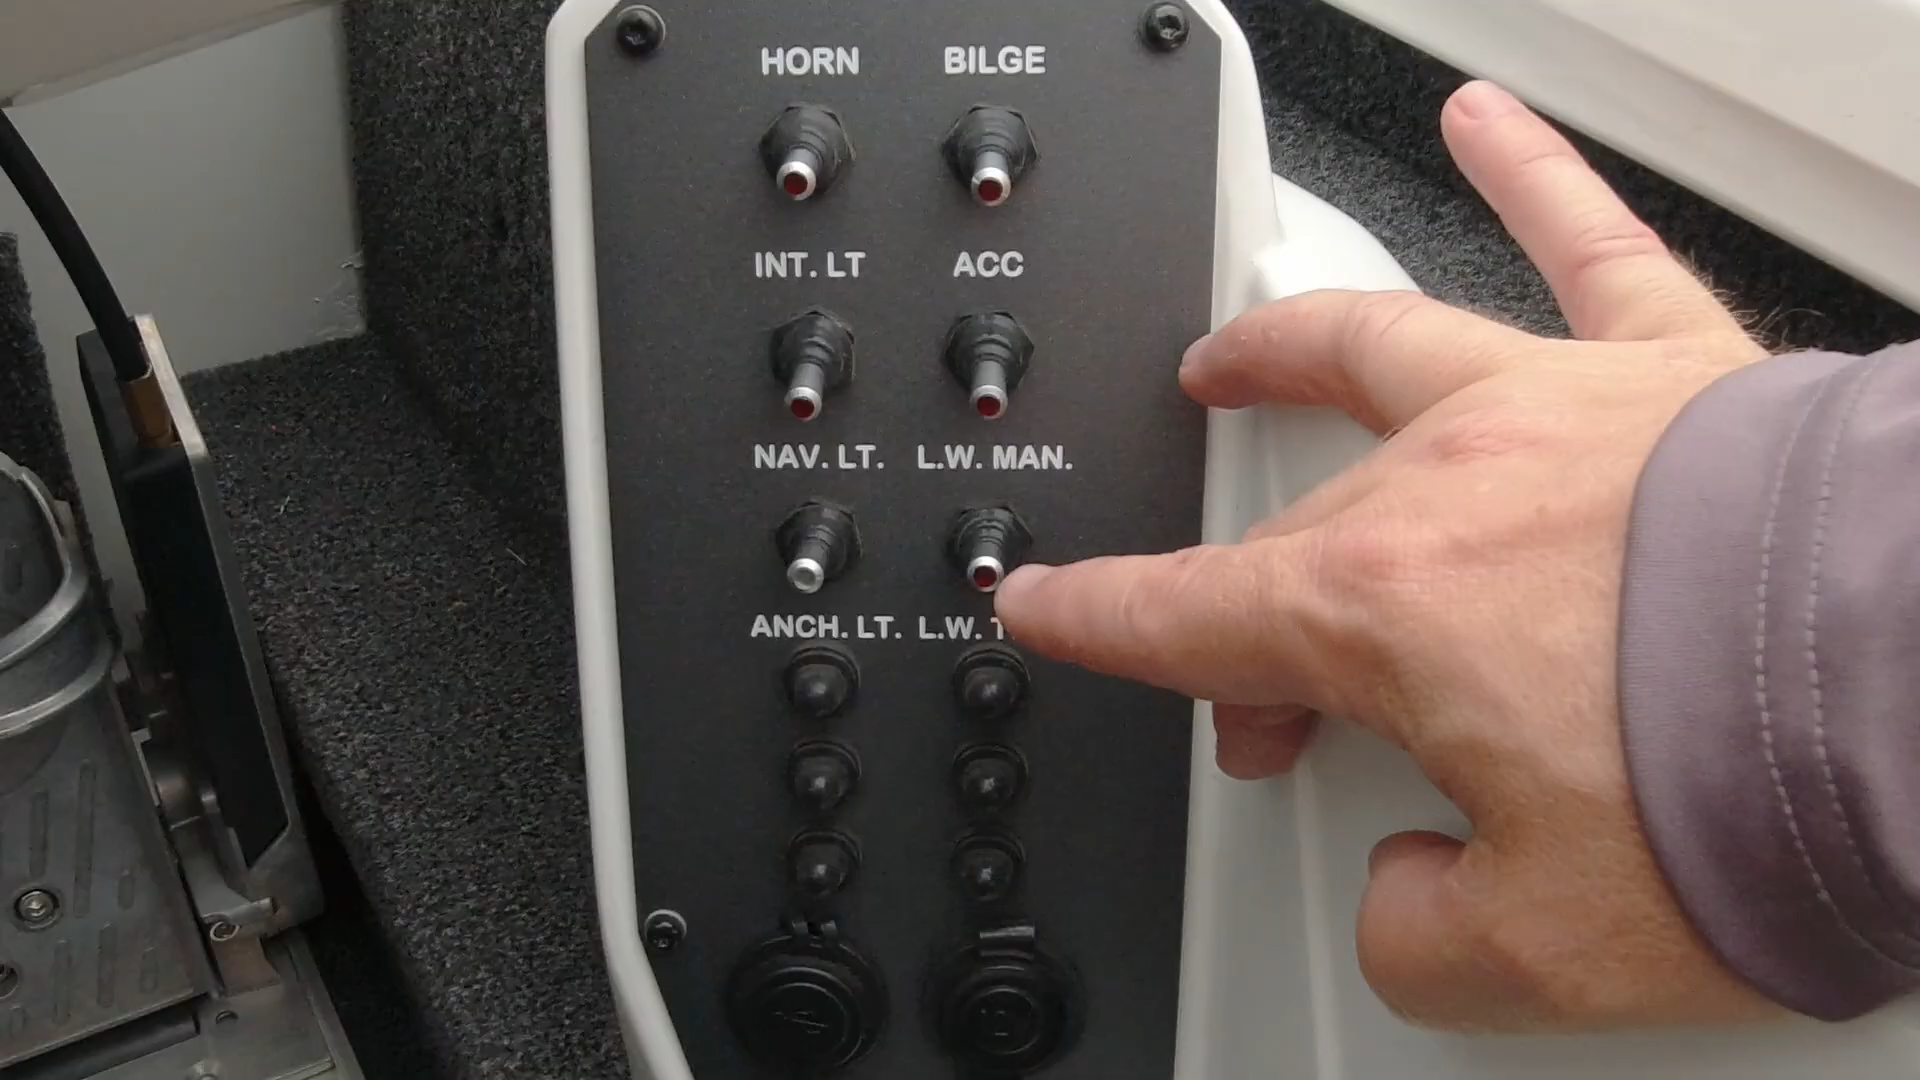 HORN BILGE
INT. LT ACC
NAV. LT. L.W. MAN.
ANCH. LT. L.W.